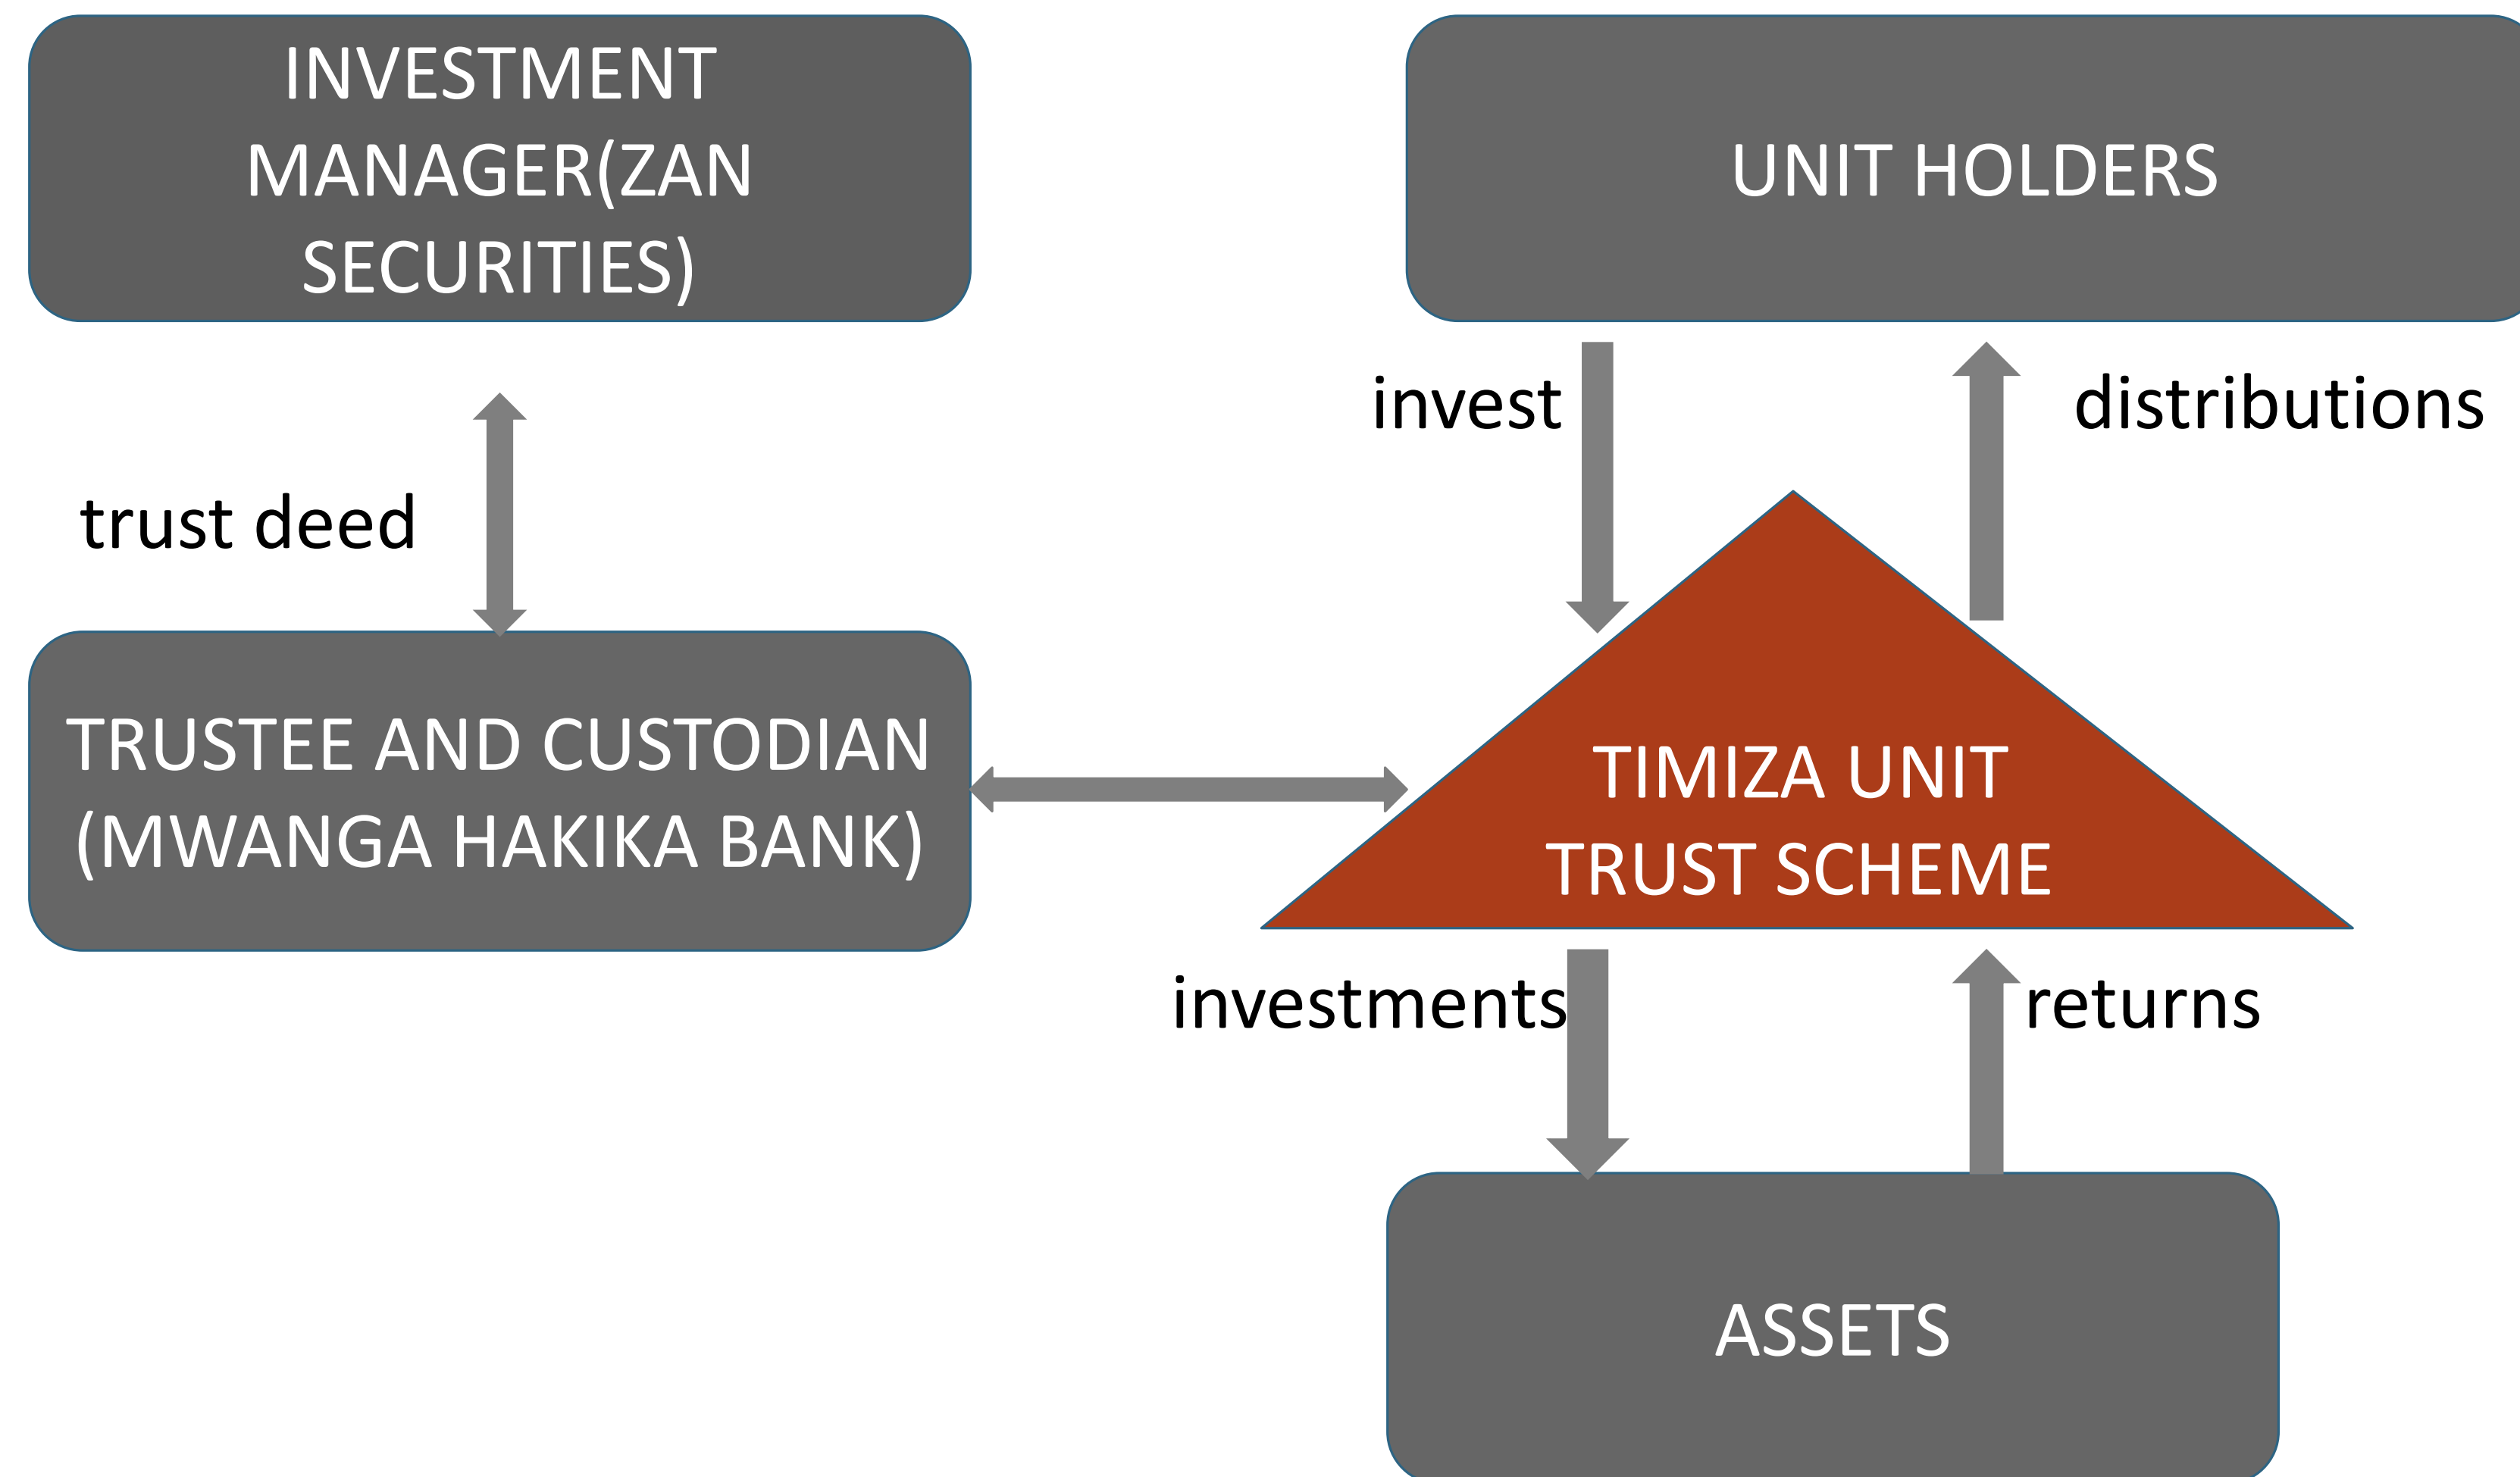 INVESTMENT
MANAGER(ZAN
SECURITIES)
UNIT HOLDERS
invest
distributions
trust deed
TRUSTEE AND CUSTODIAN
(MWANGA HAKIKA BANK)
TIMIZA UNIT
TRUST SCHEME
investments
returns
ASSETS